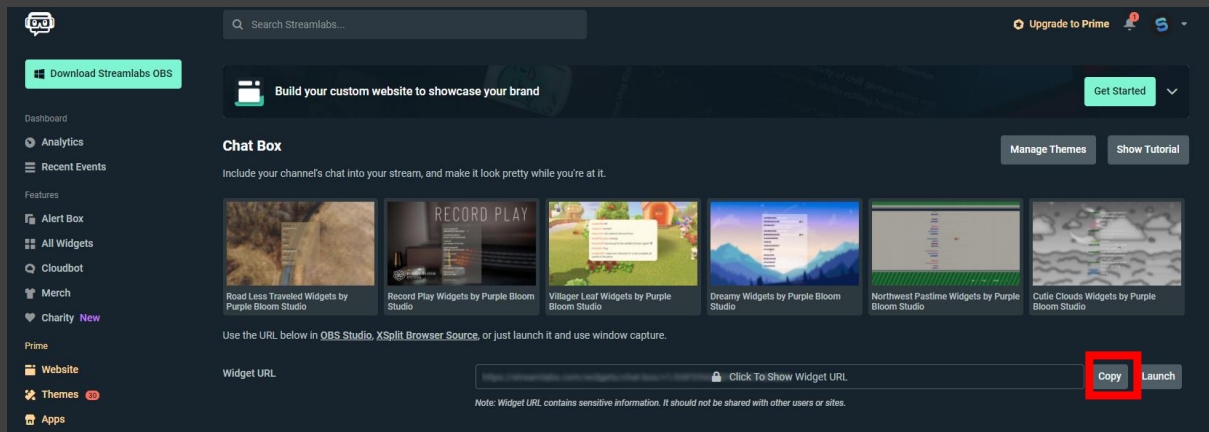 Search Streamlabs...
Upgrade to Prime
1
Download Streamlabs OBS
Build your custom website to showcase your brand
Get Started
Dashboard
Analytics
Recent Events
Features
Alert Box
All Widgets
Cloudbot
Merch
Charity New
Prime
Website
Themes 30
Apps
Chat Box
Manage Themes
Show Tutorial
Include your channel's chat into your stream, and make it look pretty while you're at it.
RECORD PLAY
Road Less Traveled Widgets by
Purple Bloom Studio
Record Play Widgets by Purple Bloom
Studio
Villager Leaf Widgets by Purple
Bloom Studio
Dreamy Widgets by Purple Bloom
Studio
Northwest Pastime Widgets by Purple
Bloom Studio
Cutie Clouds Widgets by Purple
Bloom Studio
Use the URL below in OBS Studio, XSplit Browser Source, or just launch it and use window capture.
Widget URL
Click To Show Widget URL
Copy
Launch
Note: Widget URL contains sensitive information. It should not be shared with other users or sites.